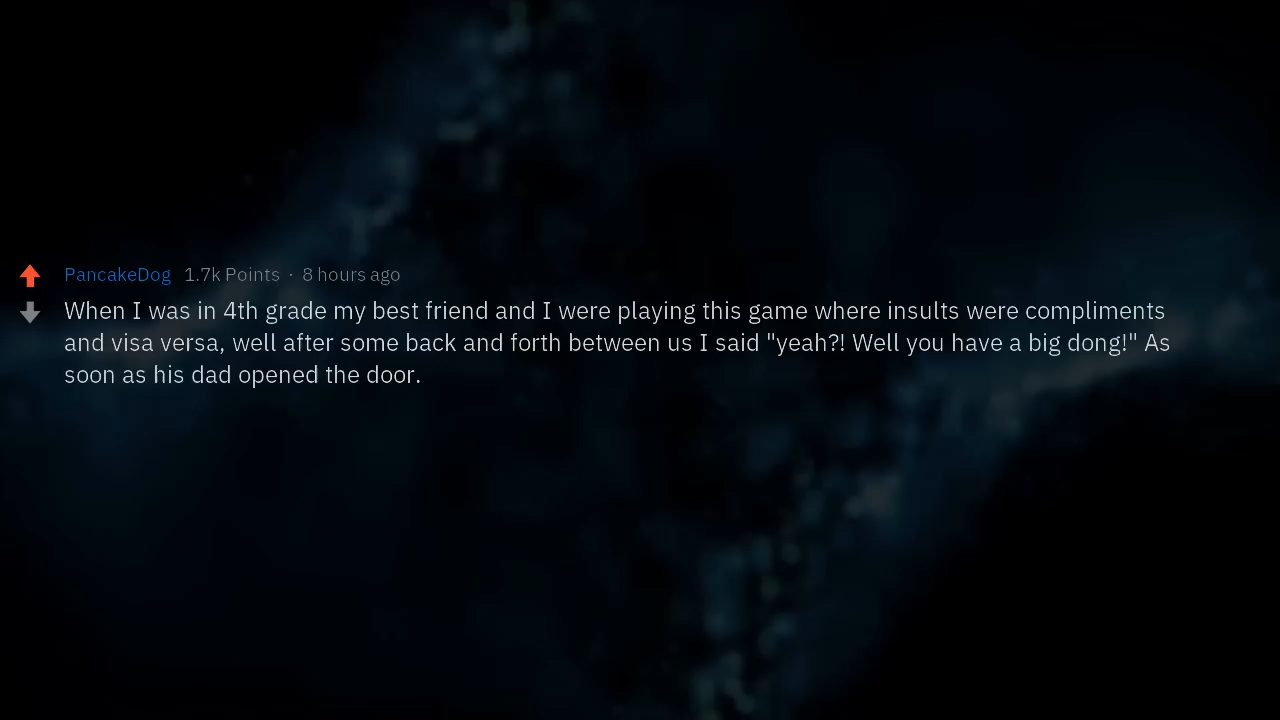 PancakeDog 1.7k Points · 8 hours ago
When I was in 4th grade my best friend and I were playing this game where insults were compliments
and visa versa, well after some back and forth between us I said "yeah?! Well you have a big dong!" As
soon as his dad opened the door.